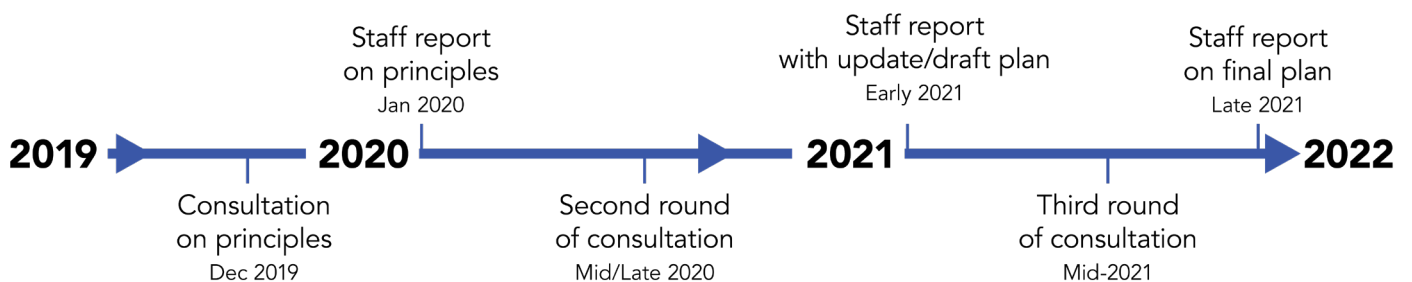 Staff report
on principles
Jan 2020
Staff report
with update/draft plan
Early 2021
Staff report
on final plan
Late 2021
2019
2020
2021
2022
Consultation
on principles
Dec 2019
Second round
of consultation
Mid/Late 2020
Third round
of consultation
Mid-2021